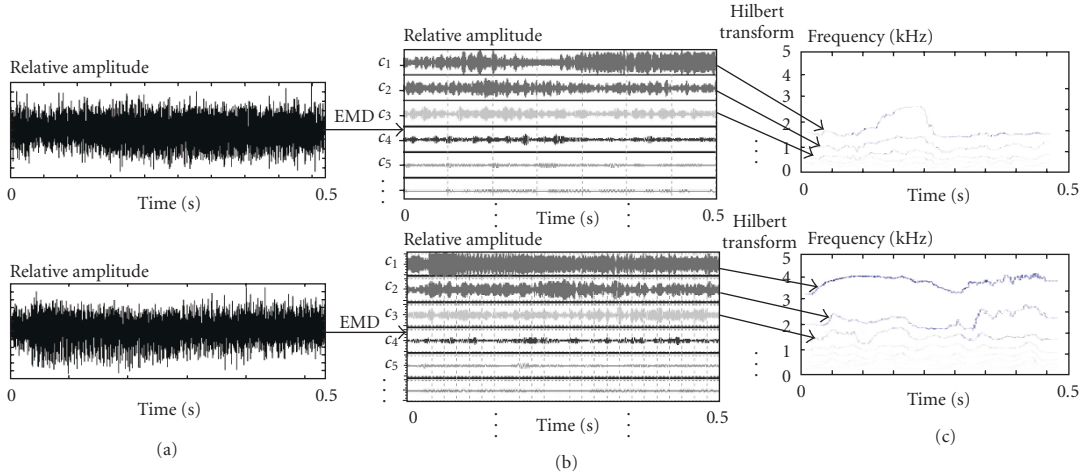 Relative amplitude
0
0.5
Time (s)
EMD
Relative amplitude
c1
c2
c3
c4
c5
0
0.5
Time (s)
Hilbert
transform
Frequency (kHz)
5
4
3
2
1
0
0
0.5
Time (s)
Relative amplitude
0
0.5
Time (s)
EMD
Relative amplitude
c1
c2
c3
c4
c5
0
0.5
Time (s)
Hilbert
transform
Frequency (kHz)
5
4
3
2
1
0
0
0.5
Time (s)
(a)
(b)
(c)